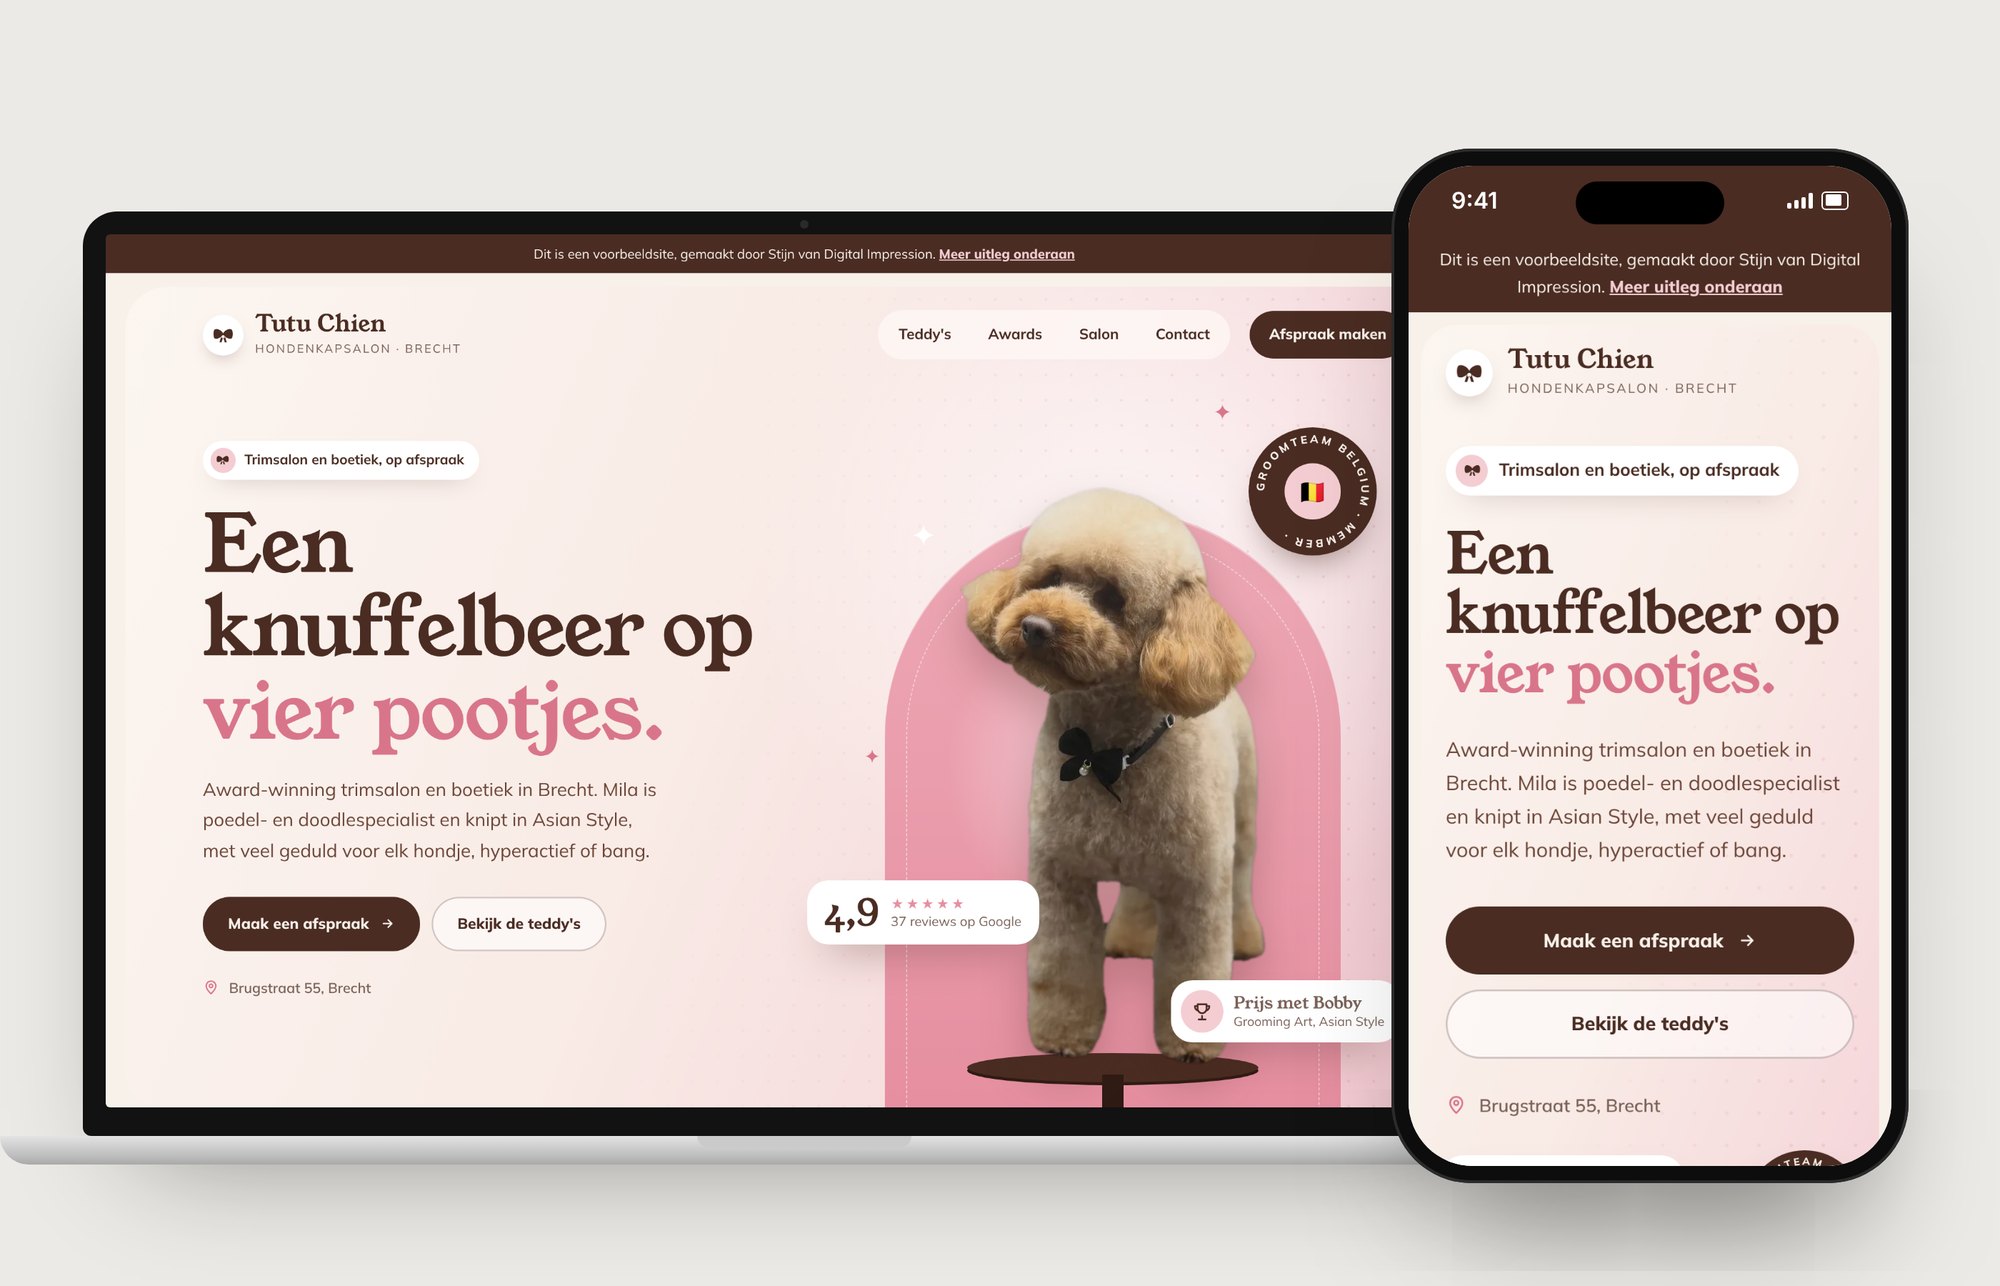 Dit is een voorbeeldsite, gemaakt door Stijn van Digital Impression. Meer uitleg onderaan
Tutu Chien
HONDENKAPSALON · BRECHT
Teddy's
Awards
Salon
Contact
Afspraak maken
Trimsalon en boetiek, op afspraak
Een
knuffelbeer op
vier pootjes.
Award-winning trimsalon en boetiek in Brecht. Mila is
poedel- en doodlespecialist en knipt in Asian Style,
met veel geduld voor elk hondje, hyperactief of bang.
Maak een afspraak →
Bekijk de teddy's
Brugstraat 55, Brecht
GROOMTEAM BELGIUM · MEMBER ·
4,9
★★★★★
37 reviews op Google
Prijs met Bobby
Grooming Art, Asian Style
9:41
Dit is een voorbeeldsite, gemaakt door Stijn van Digital
Impression. Meer uitleg onderaan
Tutu Chien
HONDENKAPSALON · BRECHT
Trimsalon en boetiek, op afspraak
Een
knuffelbeer op
vier pootjes.
Award-winning trimsalon en boetiek in
Brecht. Mila is poedel- en doodlespecialist
en knipt in Asian Style, met veel geduld
voor elk hondje, hyperactief of bang.
Maak een afspraak →
Bekijk de teddy's
Brugstraat 55, Brecht
TEAM